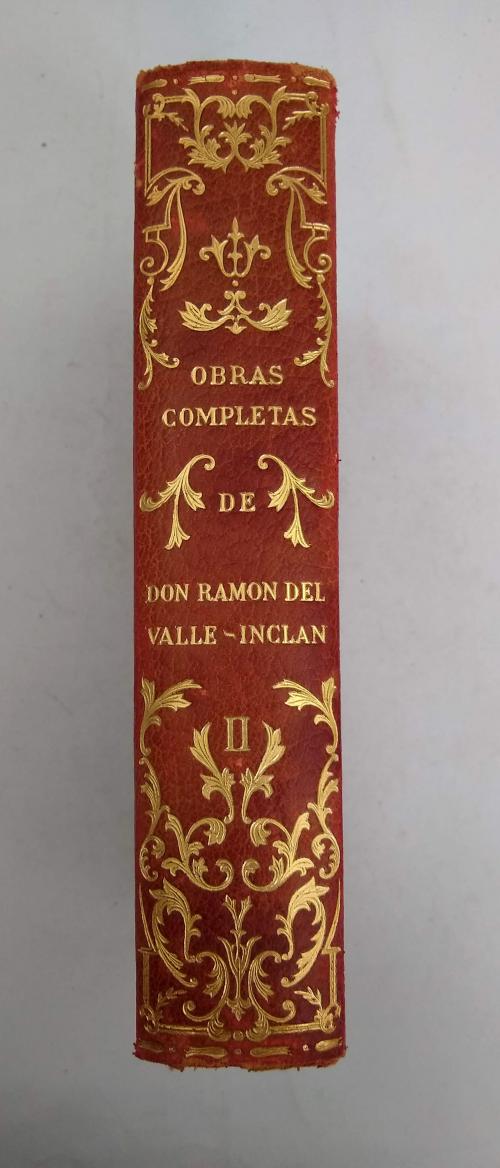 OBRAS
COMPLETAS
DE
DON RAMON DEL
VALLE-INCLAN
II